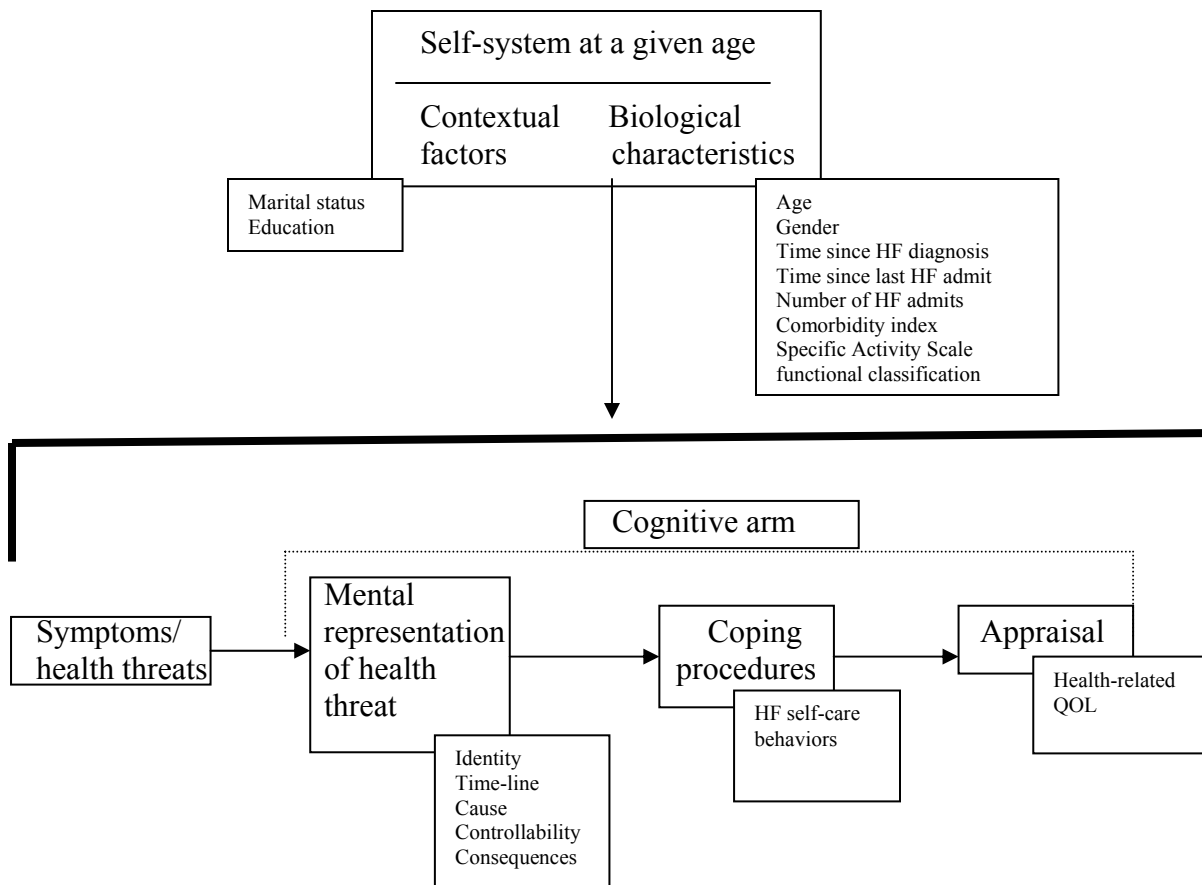 Self-system at a given age
Contextual factors
Biological characteristics
Marital status
Education
Age
Gender
Time since HF diagnosis
Time since last HF admit
Number of HF admits
Comorbidity index
Specific Activity Scale
functional classification
Cognitive arm
Symptoms/
health threats
Mental
representation
of health
threat
Identity
Time-line
Cause
Controllability
Consequences
Coping
procedures
HF self-care
behaviors
Appraisal
Health-related
QOL